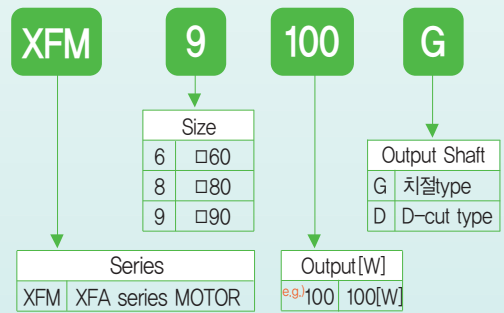 XFM 9 100 G
Size
6 □60
8 □80
9 □90
Output Shaft
G 치절type
D D-cut type
Series
XFM XFA series MOTOR
Output[W]
e.g.)100 100[W]